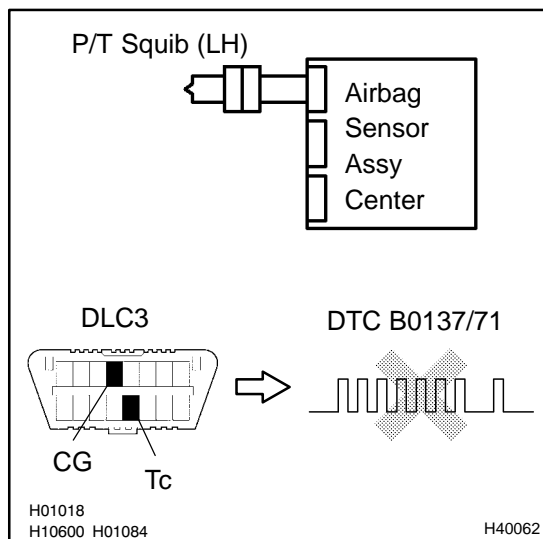 P/T Squib (LH)
Airbag
Sensor
Assy
Center
DLC3
DTC B0137/71
CG
Tc
H01018
H10600 H01084
H40062